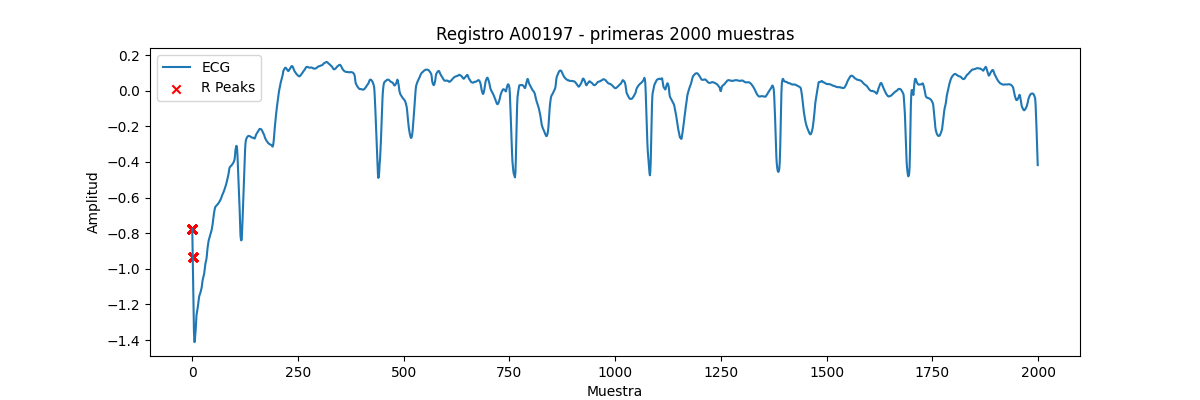 Registro A00197 - primeras 2000 muestras
ECG
R Peaks
Amplitud
0.2
0.0
−0.2
−0.4
−0.6
−0.8
−1.0
−1.2
−1.4
0 250 500 750 1000 1250 1500 1750 2000
Muestra